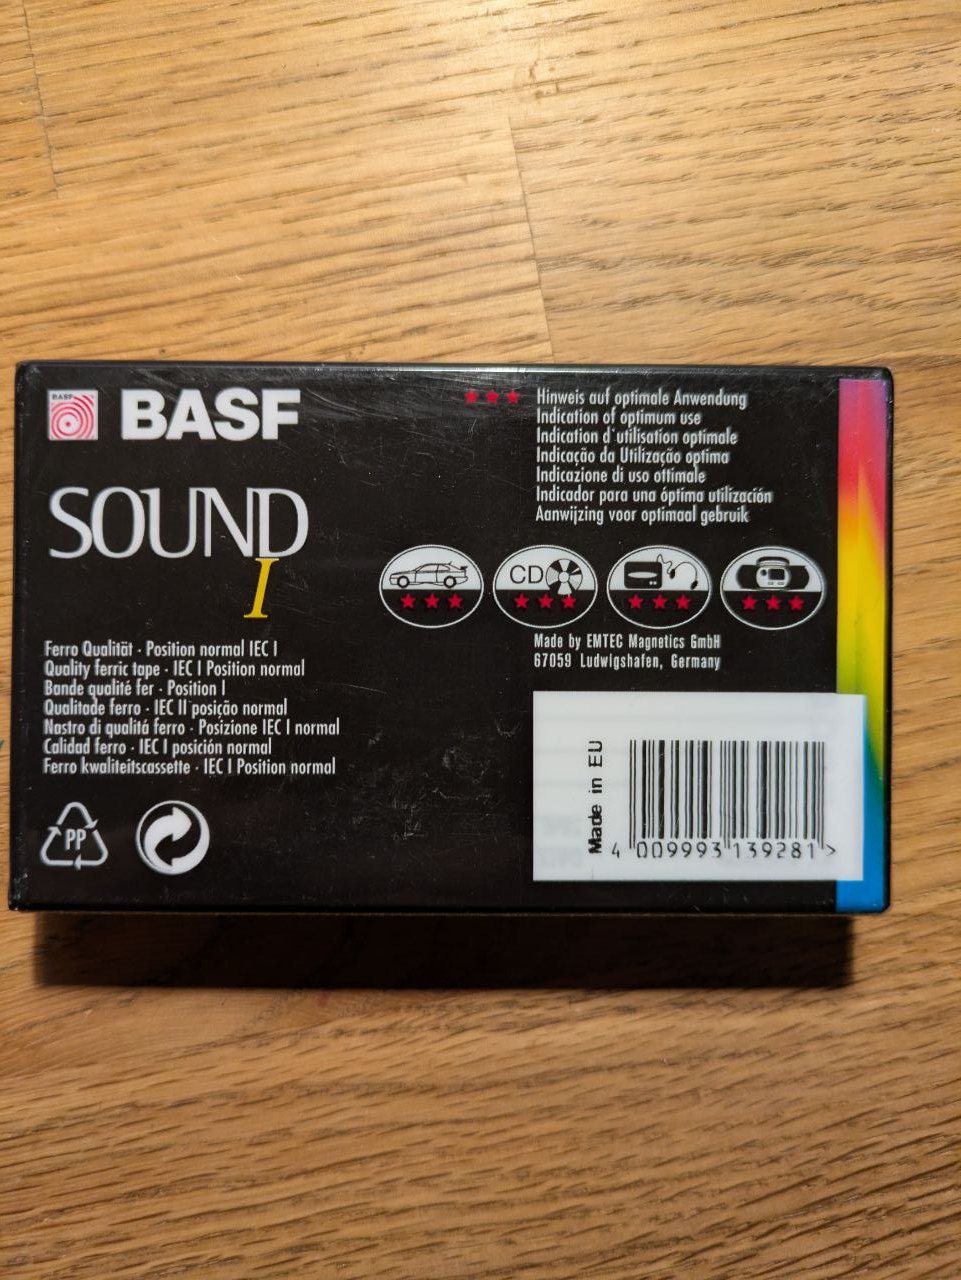 BASF
BASF
SOUND
I
Ferro Qualität · Position normal IEC I
Quality ferric tape · IEC I Position normal
Bande qualité fer · Position I
Qualitade ferro · IEC II posição normal
Nastro di qualitá ferro · Posizione IEC I normal
Calidad ferro · IEC I posición normal
Ferro kwaliteitscassette · IEC I Position normal
PP
★★★ Hinweis auf optimale Anwendung
Indication of optimum use
Indication d'utilisation optimale
Indicação da Utilização optima
Indicazione di uso ottimale
Indicador para una óptima utilización
Aanwijzing voor optimaal gebruik
★★★
CD
★★★
★★★
★★★
Made by EMTEC Magnetics GmbH
67059 Ludwigshafen, Germany
Made in EU
4 009993 139281 >